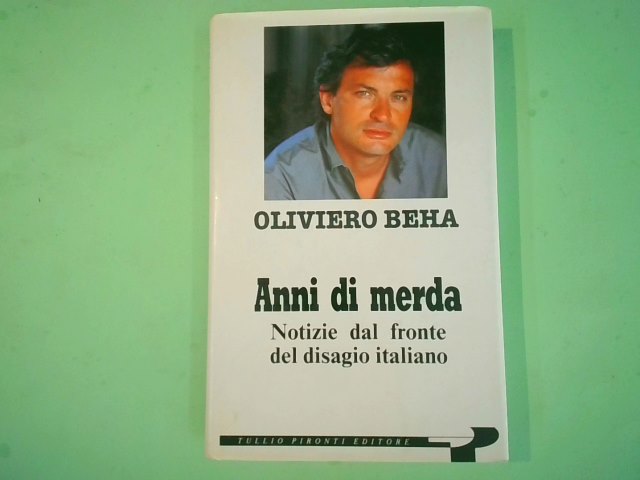 OLIVIERO BEHA
Anni di merda
Notizie dal fronte
del disagio italiano
TULLIO PIRONTI EDITORE